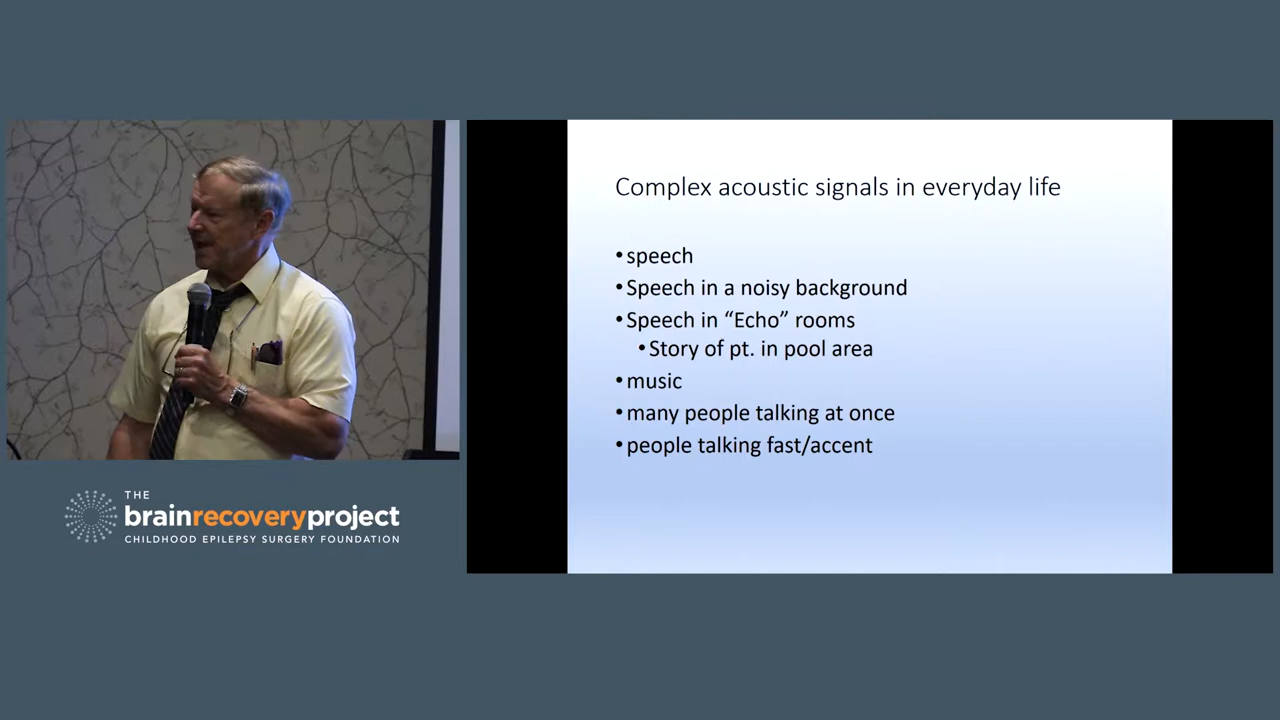 Complex acoustic signals in everyday life
•speech
•Speech in a noisy background
•Speech in “Echo” rooms
•Story of pt. in pool area
•music
•many people talking at once
•people talking fast/accent
THE
brainrecoveryproject
CHILDHOOD EPILEPSY SURGERY FOUNDATION